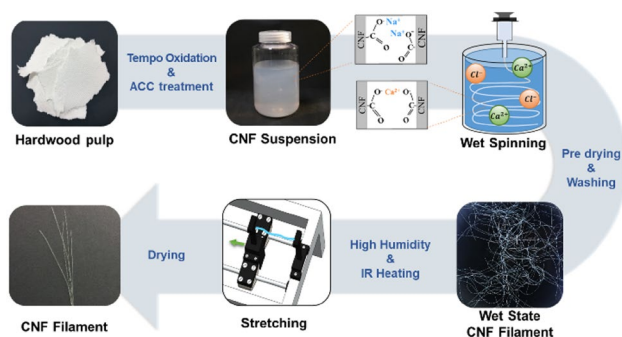 Tempo Oxidation
&
ACC treatment
Hardwood pulp
CNF Suspension
CNF
O⁻Na⁺
C
O
Na⁺
O⁻
C
O
CNF
CNF
O⁻
Ca²⁺
O⁻
C
C
O
O
CNF
Cl⁻
Ca²⁺
Cl⁻
Ca²⁺
Wet Spinning
Pre drying
&
Washing
Wet State
CNF Filament
High Humidity
&
IR Heating
Stretching
Drying
CNF Filament